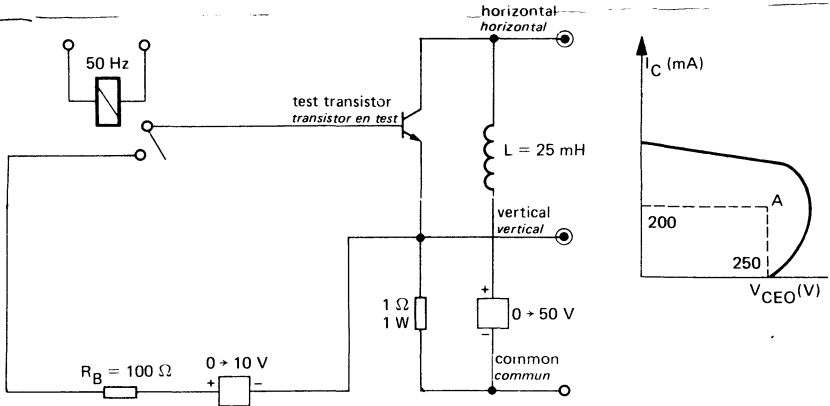 horizontal
horizontal
50 Hz
I_C (mA)
test transistor
transistor en test
L = 25 mH
vertical
vertical
A
200
250
V_CEO (V)
+
1 Ω
1 W
0 → 50 V
−
common
commun
R_B = 100 Ω
0 → 10 V
+
−